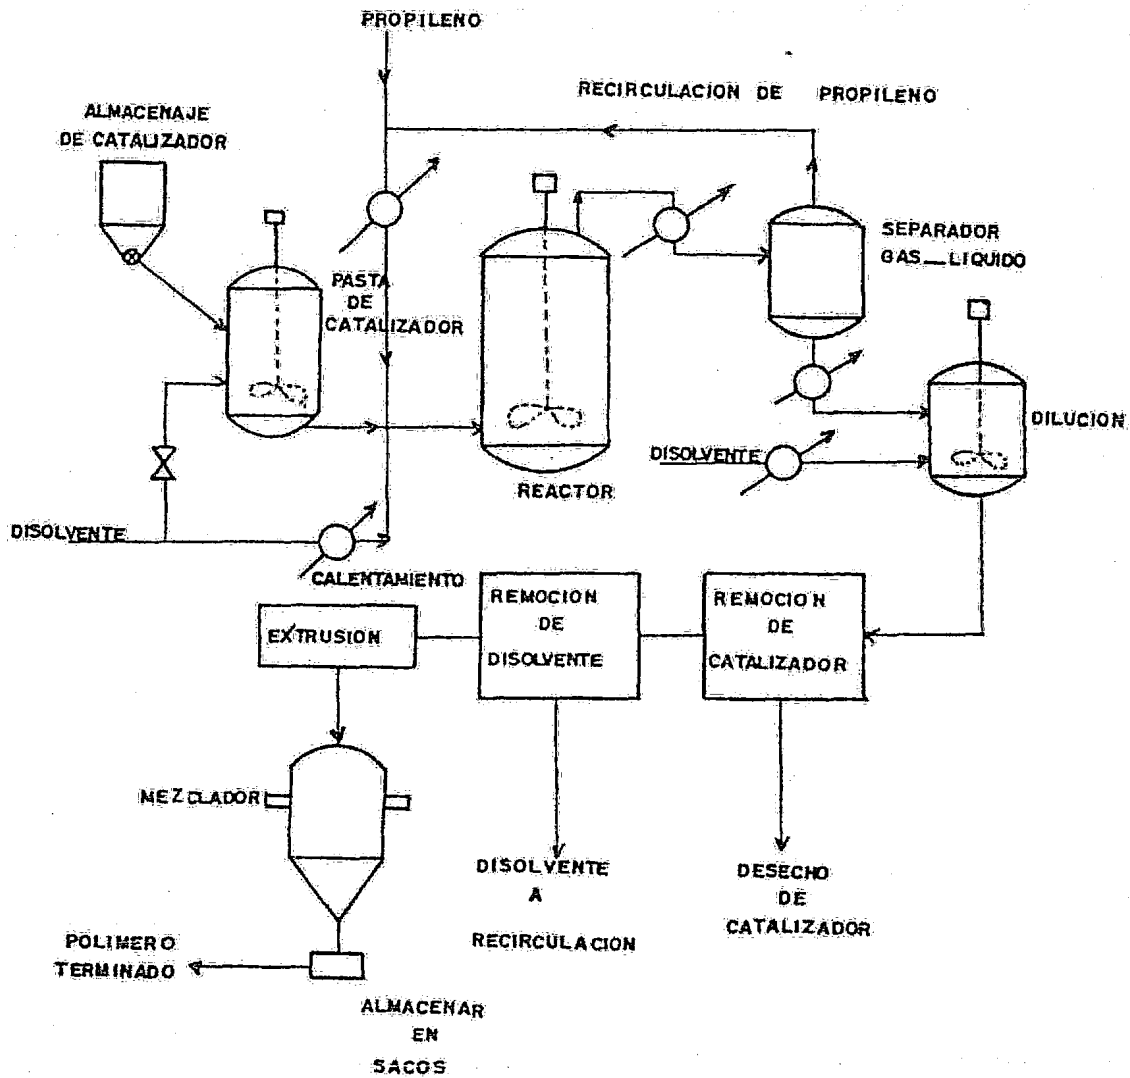 PROPILENO
RECIRCULACION DE PROPILENO
ALMACENAJE
DE CATALIZADOR
SEPARADOR
GAS__LIQUIDO
PASTA
DE
CATALIZADOR
DILUCION
DISOLVENTE
REACTOR
DISOLVENTE
CALENTAMIENTO
EXTRUSION
REMOCION
DE
DISOLVENTE
REMOCION
DE
CATALIZADOR
MEZCLADOR
DISOLVENTE
A
RECIRCULACION
DESECHO
DE
CATALIZADOR
POLIMERO
TERMINADO
ALMACENAR
EN
SACOS